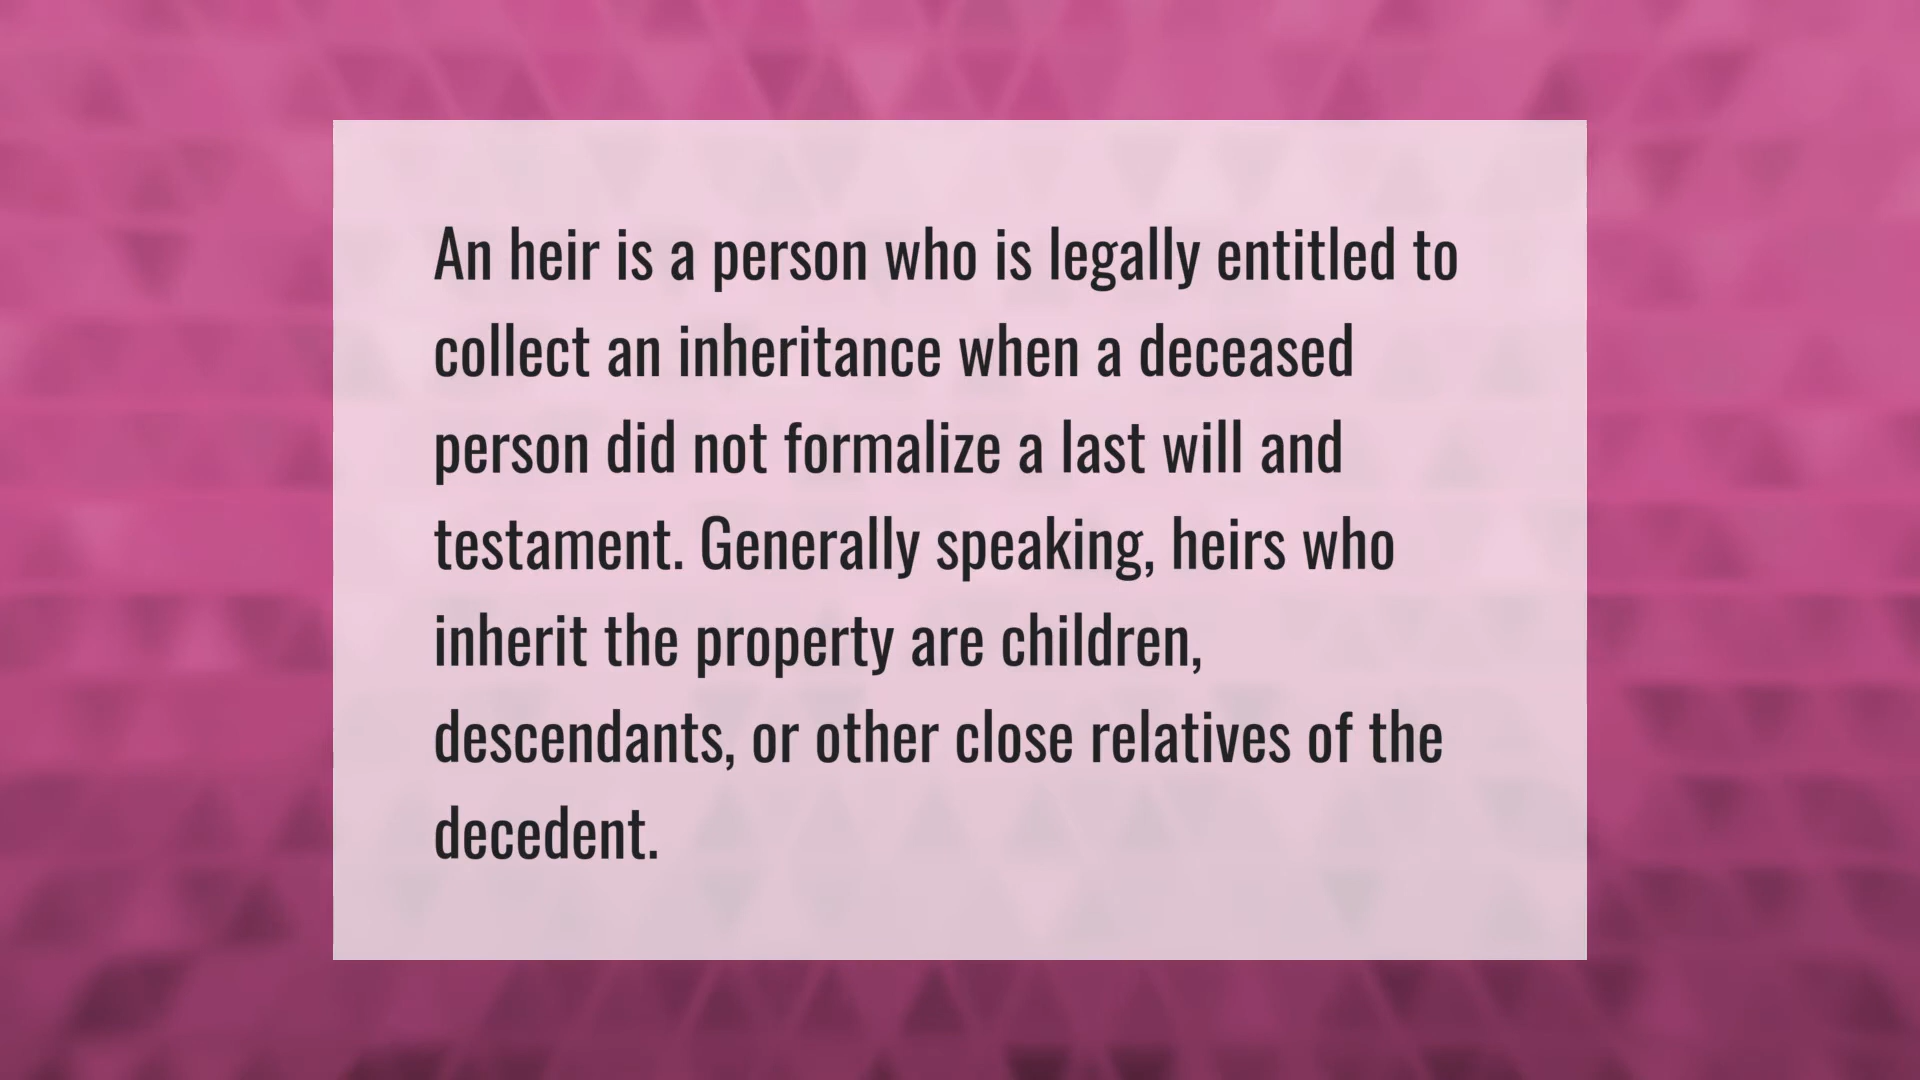 An heir is a person who is legally entitled to
collect an inheritance when a deceased
person did not formalize a last will and
testament. Generally speaking, heirs who
inherit the property are children,
descendants, or other close relatives of the
decedent.